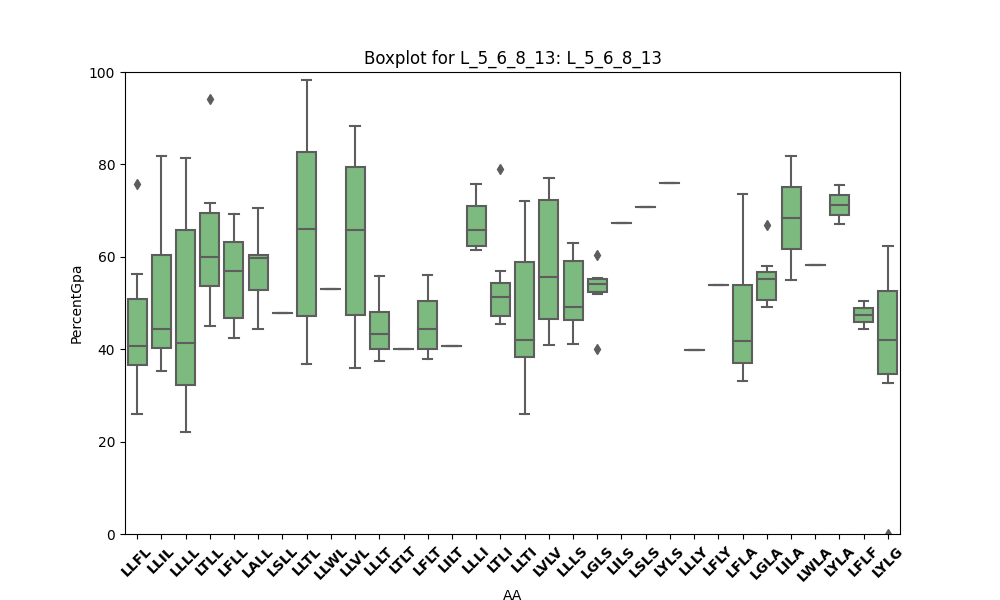 Boxplot for L_5_6_8_13: L_5_6_8_13
100
80
60
40
20
0
PercentGpa
LLFL
LLIL
LLLL
LTLL
LFLL
LALL
LSLL
LLTL
LLWL
LLVL
LLLT
LTLT
LFLT
LILT
LLLI
LTLI
LLTI
LVLV
LLLS
LGLS
LILS
LSLS
LYLS
LLLY
LFLY
LFLA
LGLA
LILA
LWLA
LYLA
LFLF
LYLG
AA